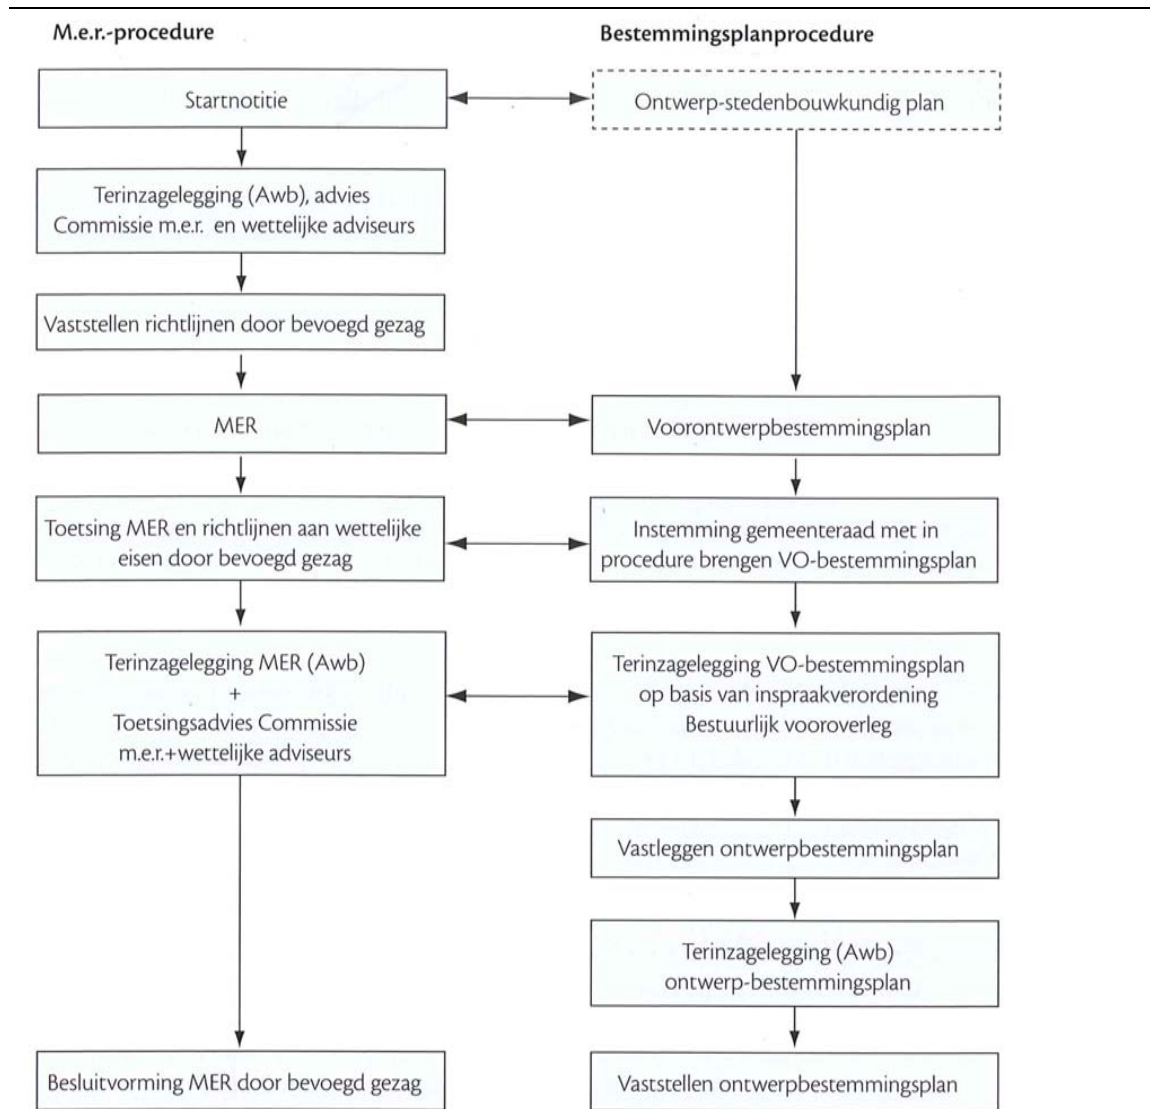 M.e.r.-procedure
Startnotitie
Terinzagelegging (Awb), advies
Commissie m.e.r. en wettelijke adviseurs
Vaststellen richtlijnen door bevoegd gezag
MER
Toetsing MER en richtlijnen aan wettelijke
eisen door bevoegd gezag
Terinzagelegging MER (Awb)
+
Toetsingsadvies Commissie
m.e.r.+wettelijke adviseurs
Besluitvorming MER door bevoegd gezag
Bestemmingsplanprocedure
Ontwerp-stedenbouwkundig plan
Voorontwerpbestemmingsplan
Instemming gemeenteraad met in
procedure brengen VO-bestemmingsplan
Terinzagelegging VO-bestemmingsplan
op basis van inspraakverordening
Bestuurlijk vooroverleg
Vastleggen ontwerpbestemmingsplan
Terinzagelegging (Awb)
ontwerp-bestemmingsplan
Vaststellen ontwerpbestemmingsplan